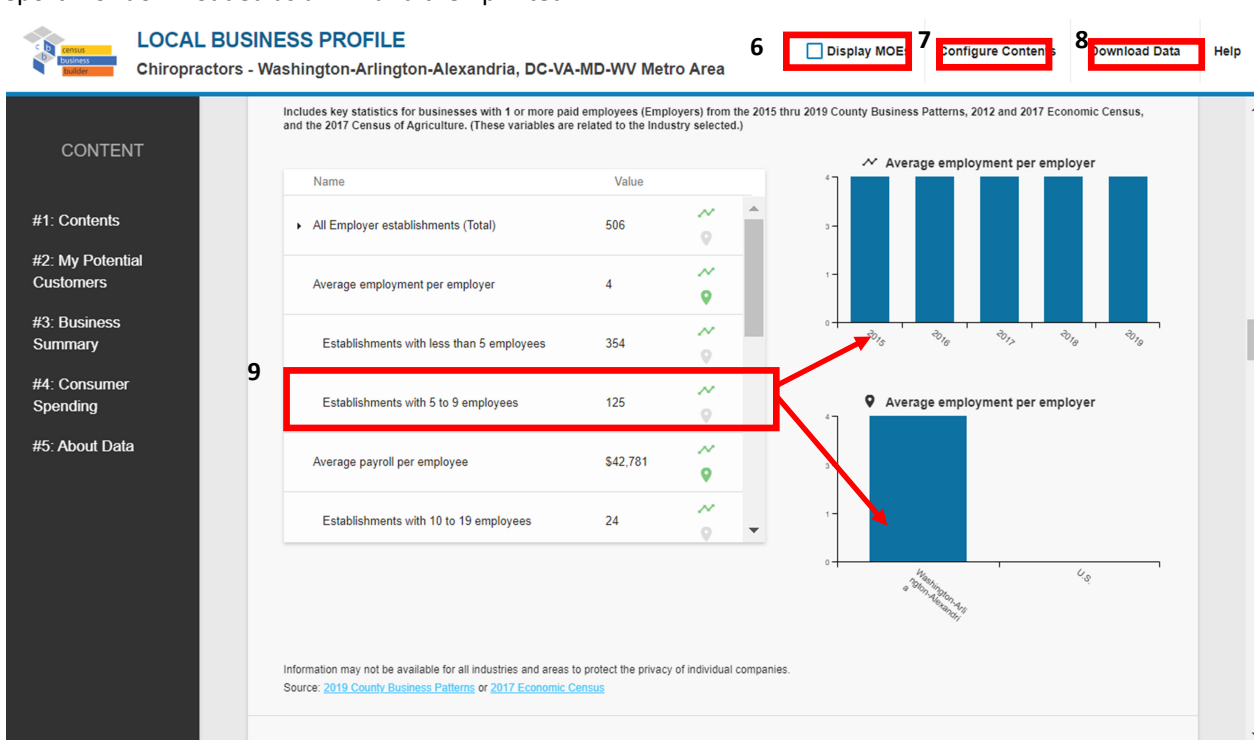 census
business
builder
LOCAL BUSINESS PROFILE
Chiropractors - Washington-Arlington-Alexandria, DC-VA-MD-WV Metro Area
6
Display MOEs
7
Configure Contents
8
Download Data
Help
CONTENT
#1: Contents
#2: My Potential
Customers
#3: Business
Summary
#4: Consumer
Spending
#5: About Data
Includes key statistics for businesses with 1 or more paid employees (Employers) from the 2015 thru 2019 County Business Patterns, 2012 and 2017 Economic Census,
and the 2017 Census of Agriculture. (These variables are related to the Industry selected.)
Name Value
All Employer establishments (Total) 506
Average employment per employer 4
Establishments with less than 5 employees 354
9
Establishments with 5 to 9 employees 125
Average payroll per employee $42,781
Establishments with 10 to 19 employees 24
Average employment per employer
4
3
1
0
2015 2016 2017 2018 2019
Average employment per employer
4
3
1
0
Washington-Arli
ngton-Alexandri
a
U.S.
Information may not be available for all industries and areas to protect the privacy of individual companies.
Source: 2019 County Business Patterns or 2017 Economic Census